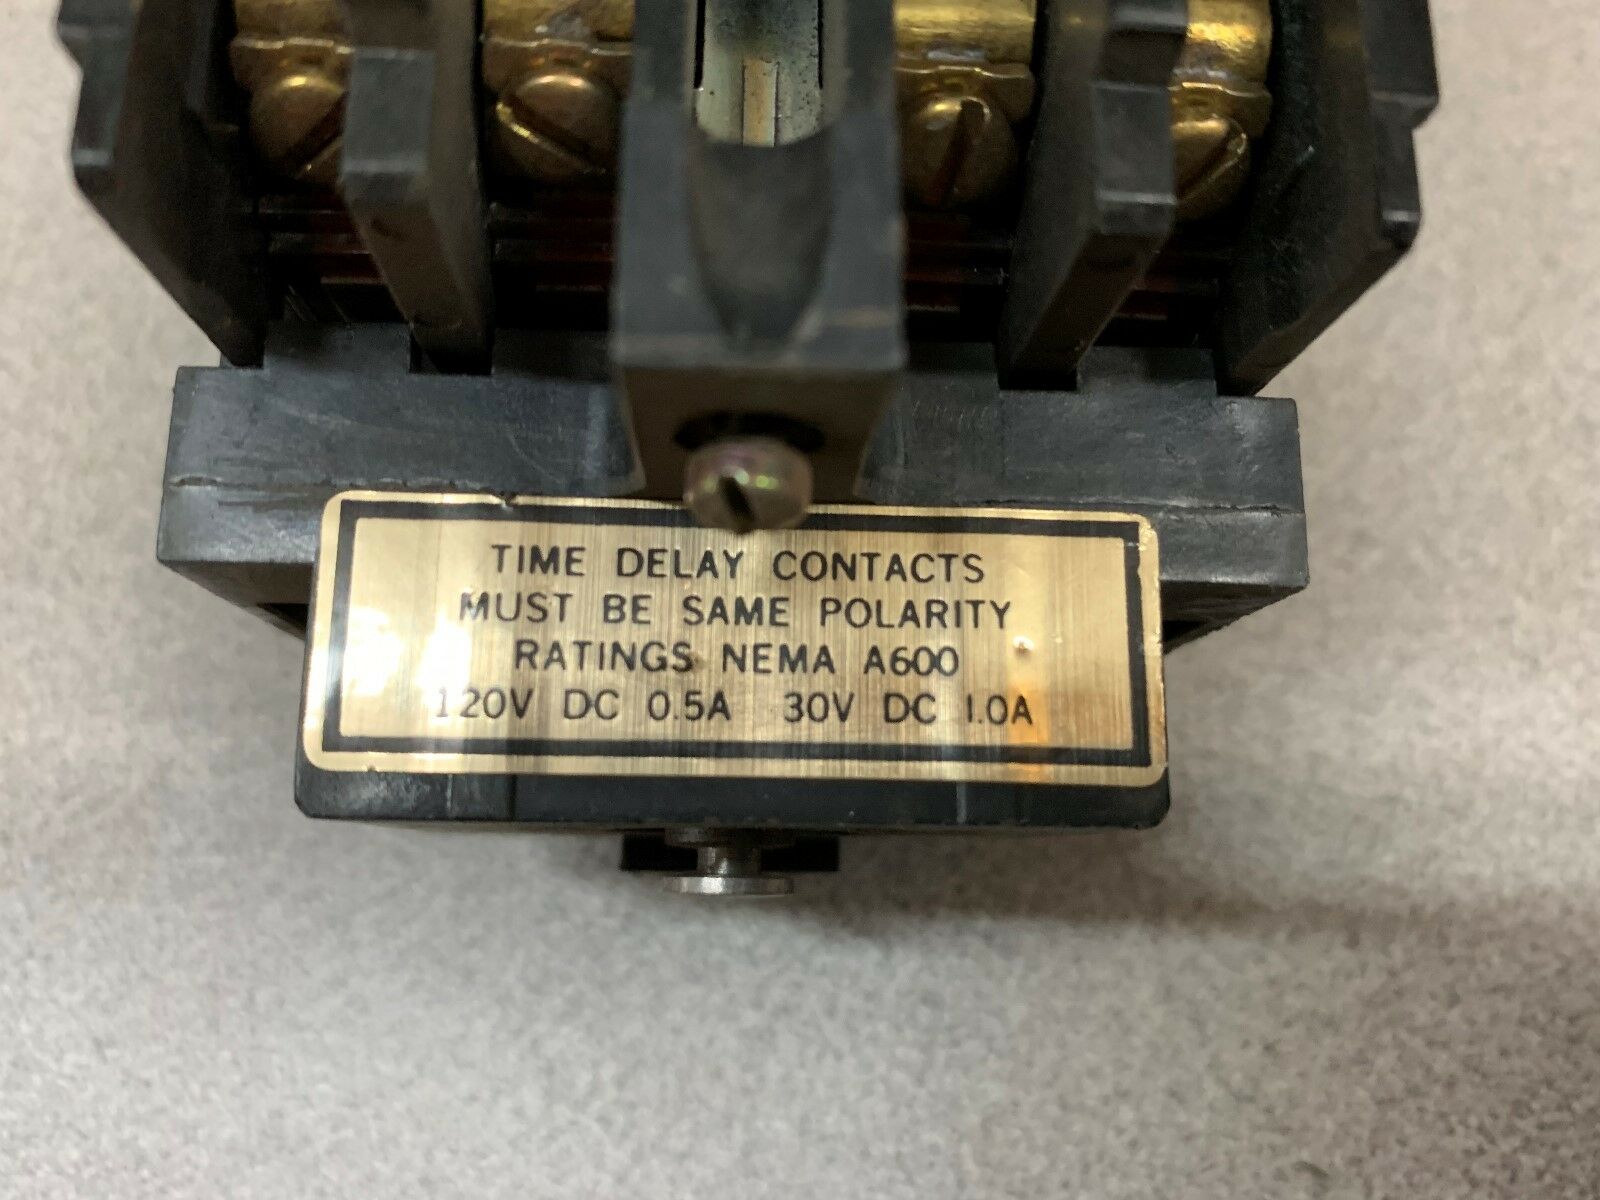 TIME DELAY CONTACTS
MUST BE SAME POLARITY
RATINGS NEMA A600
120V DC 0.5A 30V DC 1.0A